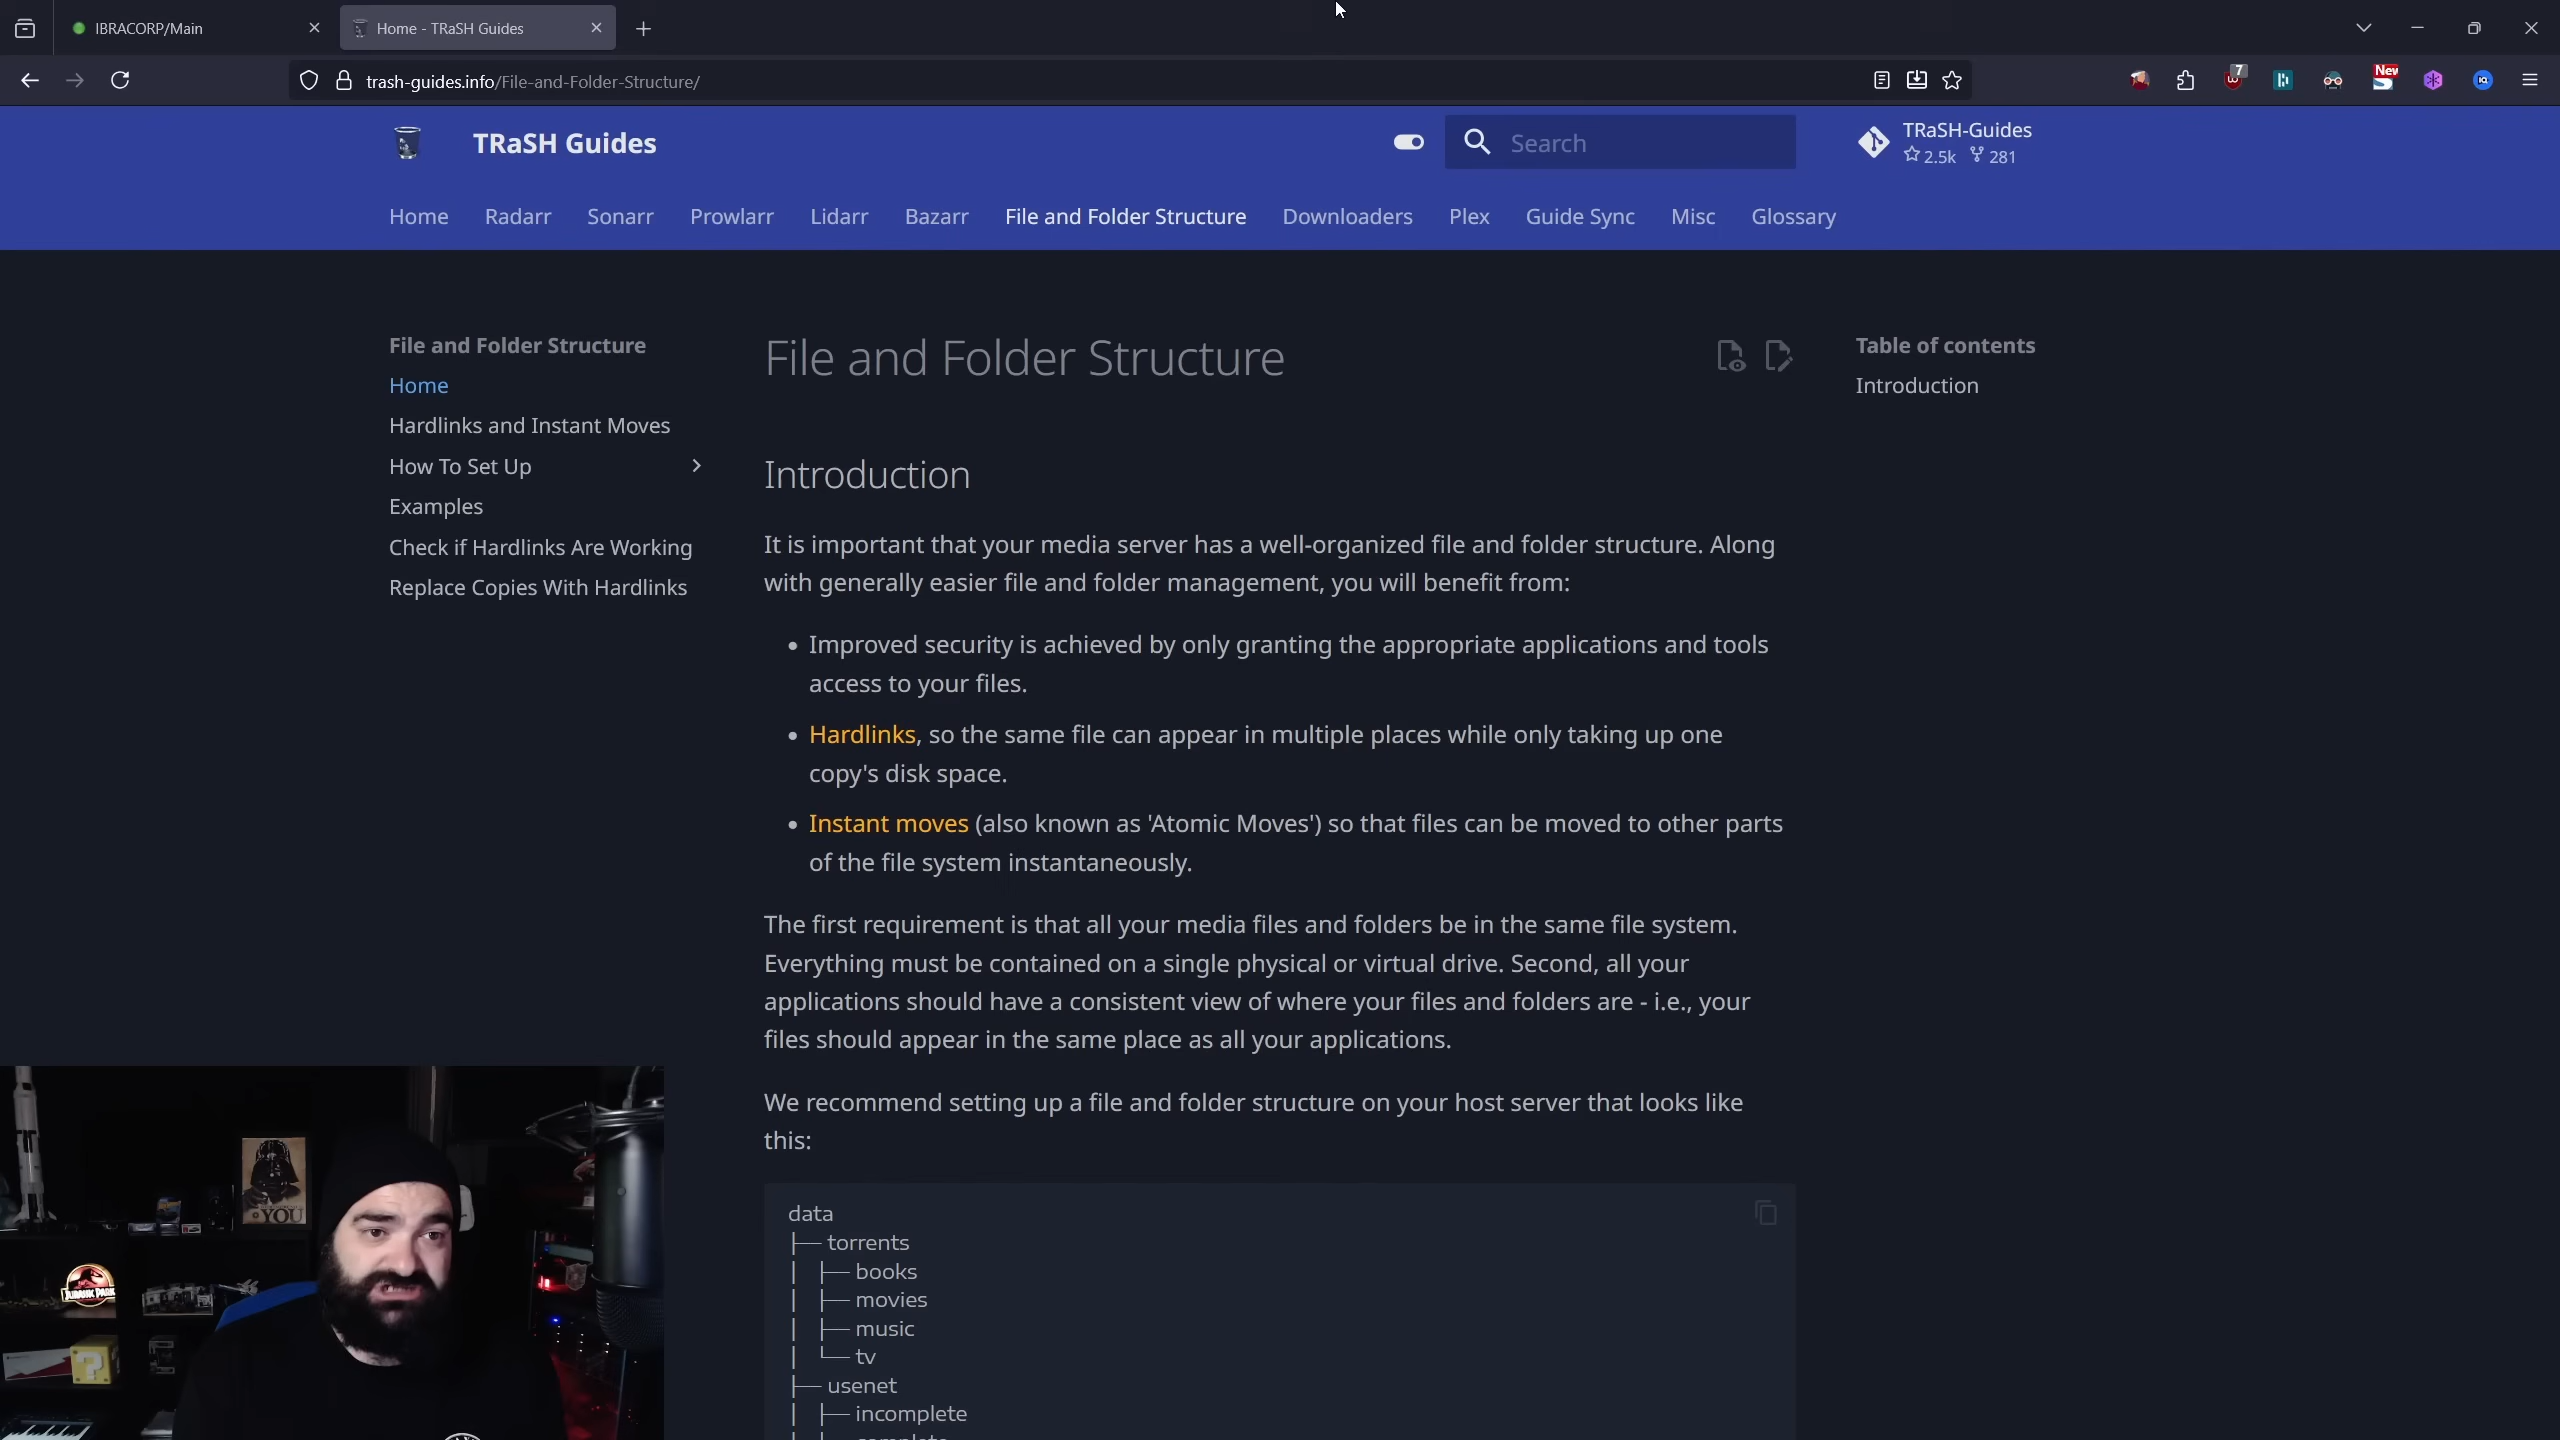 IBRACORP/Main
Home - TRaSH Guides
trash-guides.info/File-and-Folder-Structure/
7
New
TRaSH Guides
Search
TRaSH-Guides
2.5k 281
Home Radarr Sonarr Prowlarr Lidarr Bazarr File and Folder Structure Downloaders Plex Guide Sync Misc Glossary
File and Folder Structure
Home
Hardlinks and Instant Moves
How To Set Up
Examples
Check if Hardlinks Are Working
Replace Copies With Hardlinks
File and Folder Structure
Introduction
It is important that your media server has a well-organized file and folder structure. Along
with generally easier file and folder management, you will benefit from:
• Improved security is achieved by only granting the appropriate applications and tools
access to your files.
• Hardlinks, so the same file can appear in multiple places while only taking up one
copy's disk space.
• Instant moves (also known as 'Atomic Moves') so that files can be moved to other parts
of the file system instantaneously.
The first requirement is that all your media files and folders be in the same file system.
Everything must be contained on a single physical or virtual drive. Second, all your
applications should have a consistent view of where your files and folders are - i.e., your
files should appear in the same place as all your applications.
We recommend setting up a file and folder structure on your host server that looks like
this:
data
├── torrents
│ ├── books
│ ├── movies
│ ├── music
│ └── tv
├── usenet
│ ├── incomplete
Table of contents
Introduction
YOU
JURASSIC PARK
?